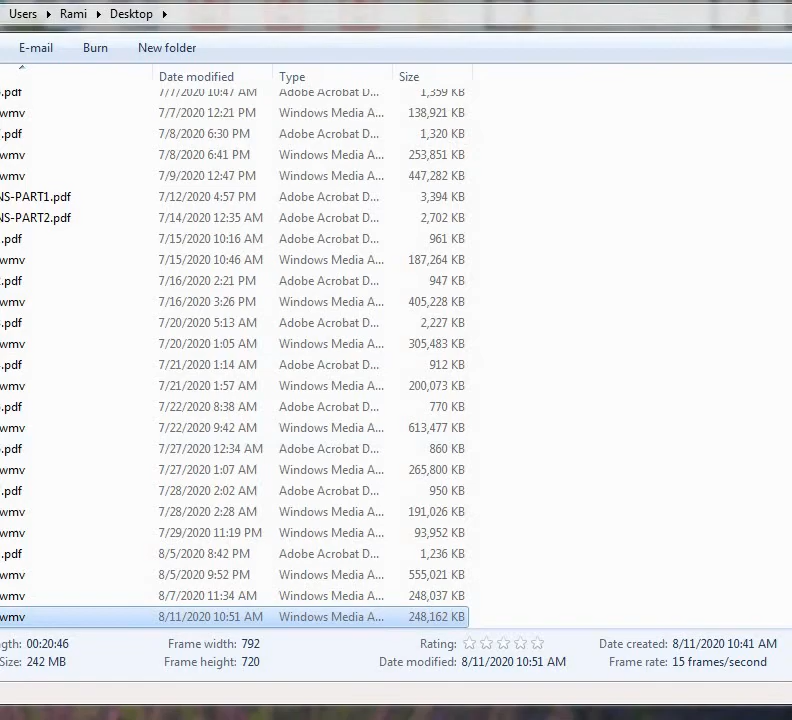 Users ▸ Rami ▸ Desktop ▸
E-mail Burn New folder
Date modified Type Size
.pdf 7/7/2020 10:47 AM Adobe Acrobat D... 1,359 KB
wmv 7/7/2020 12:21 PM Windows Media A... 138,921 KB
.pdf 7/8/2020 6:30 PM Adobe Acrobat D... 1,320 KB
wmv 7/8/2020 6:41 PM Windows Media A... 253,851 KB
wmv 7/9/2020 12:47 PM Windows Media A... 447,282 KB
NS-PART1.pdf 7/12/2020 4:57 PM Adobe Acrobat D... 3,394 KB
NS-PART2.pdf 7/14/2020 12:35 AM Adobe Acrobat D... 2,702 KB
.pdf 7/15/2020 10:16 AM Adobe Acrobat D... 961 KB
wmv 7/15/2020 10:46 AM Windows Media A... 187,264 KB
.pdf 7/16/2020 2:21 PM Adobe Acrobat D... 947 KB
wmv 7/16/2020 3:26 PM Windows Media A... 405,228 KB
.pdf 7/20/2020 5:13 AM Adobe Acrobat D... 2,227 KB
wmv 7/20/2020 1:05 AM Windows Media A... 305,483 KB
.pdf 7/21/2020 1:14 AM Adobe Acrobat D... 912 KB
wmv 7/21/2020 1:57 AM Windows Media A... 200,073 KB
.pdf 7/22/2020 8:38 AM Adobe Acrobat D... 770 KB
wmv 7/22/2020 9:42 AM Windows Media A... 613,477 KB
.pdf 7/27/2020 12:34 AM Adobe Acrobat D... 860 KB
wmv 7/27/2020 1:07 AM Windows Media A... 265,800 KB
.pdf 7/28/2020 2:02 AM Adobe Acrobat D... 950 KB
wmv 7/28/2020 2:28 AM Windows Media A... 191,026 KB
wmv 7/29/2020 11:19 PM Windows Media A... 93,952 KB
.pdf 8/5/2020 8:42 PM Adobe Acrobat D... 1,236 KB
wmv 8/5/2020 9:52 PM Windows Media A... 555,021 KB
wmv 8/7/2020 11:34 AM Windows Media A... 248,037 KB
wmv 8/11/2020 10:51 AM Windows Media A... 248,162 KB
gth: 00:20:46 Frame width: 792 Rating: Date created: 8/11/2020 10:41 AM
Size: 242 MB Frame height: 720 Date modified: 8/11/2020 10:51 AM Frame rate: 15 frames/second